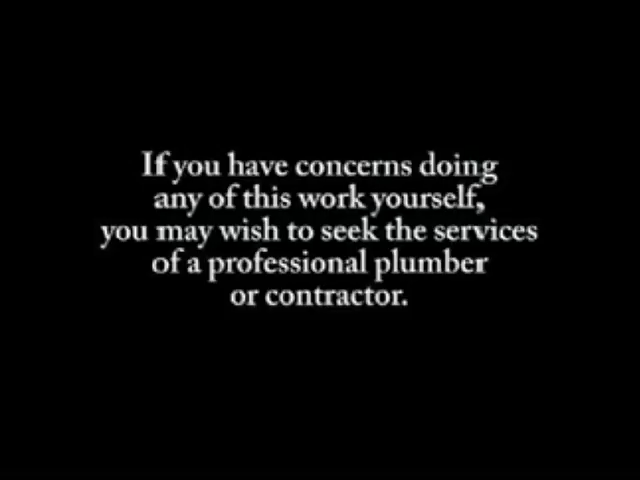 If you have concerns doing
any of this work yourself,
you may wish to seek the services
of a professional plumber
or contractor.